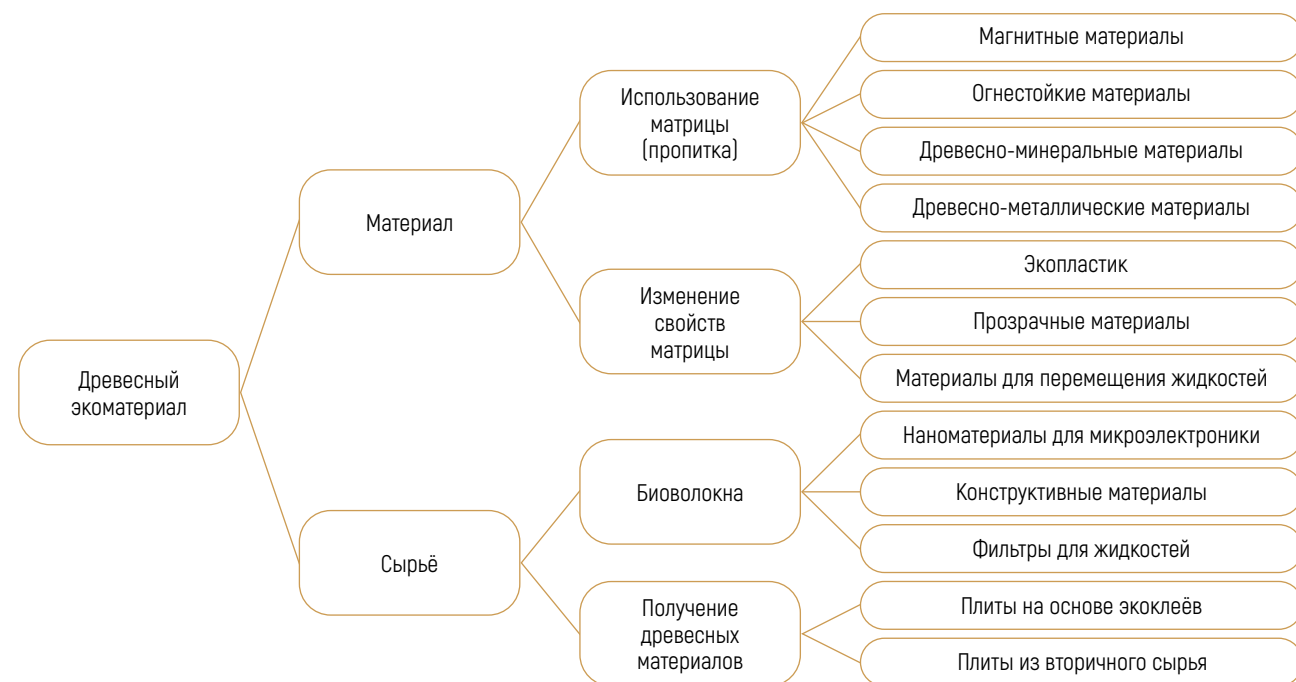 Древесный
экоматериал
Материал
Использование
матрицы
(пропитка)
Магнитные материалы
Огнестойкие материалы
Древесно-минеральные материалы
Древесно-металлические материалы
Изменение
свойств
матрицы
Экопластик
Прозрачные материалы
Материалы для перемещения жидкостей
Сырьё
Биоволокна
Наноматериалы для микроэлектроники
Конструктивные материалы
Фильтры для жидкостей
Получение
древесных
материалов
Плиты на основе экоклеёв
Плиты из вторичного сырья